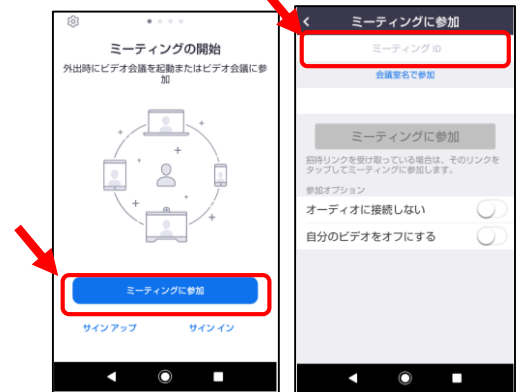 ミーティングの開始
外出時にビデオ会議を起動またはビデオ会議に参
加
ミーティングに参加
サインアップ サインイン
ミーティングに参加
ミーティング ID
会議室名で参加
ミーティングに参加
招待リンクを受け取っている場合は、そのリンクを
タップしてミーティングに参加します。
参加オプション
オーディオに接続しない
自分のビデオをオフにする